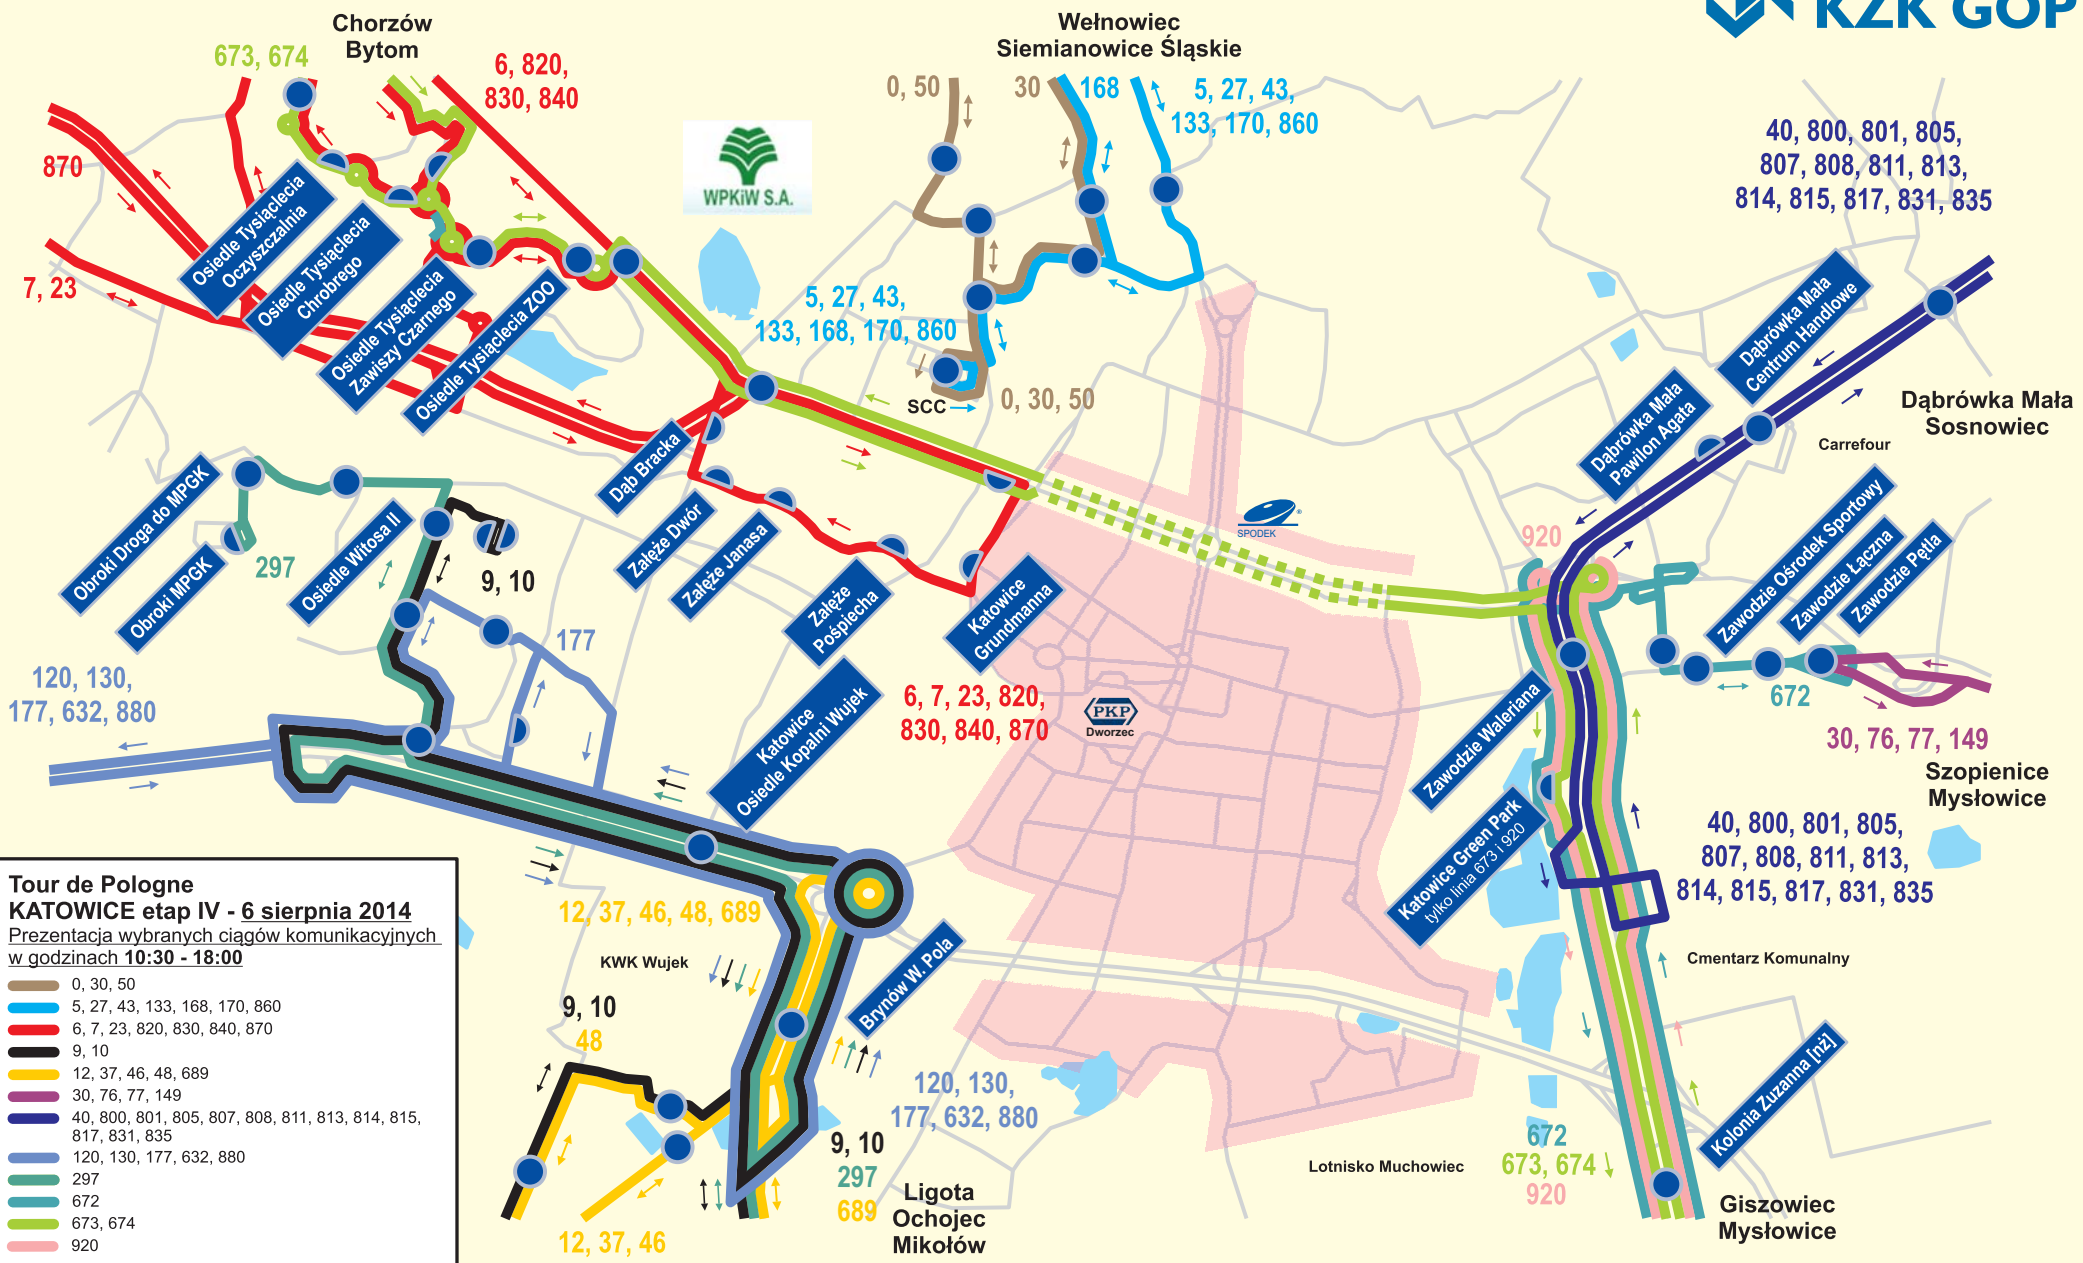 KZK GOP
Chorzów
Bytom
Wełnowiec
Siemianowice Śląskie
673, 674
6, 820,
830, 840
0, 50
30
168
5, 27, 43,
133, 170, 860
40, 800, 801, 805,
807, 808, 811, 813,
814, 815, 817, 831, 835
870
WPKiW S.A.
7, 23
Osiedle Tysiąclecia
Oczyszczalnia
Osiedle Tysiąclecia
Chrobrego
Osiedle Tysiąclecia
Zawiszy Czarnego
Osiedle Tysiąclecia ZOO
5, 27, 43,
133, 168, 170, 860
SCC
0, 30, 50
Dąbrówka Mała
Centrum Handlowe
Dąbrówka Mała
Pawilon Agata
Dąbrówka Mała
Sosnowiec
Carrefour
Dąb Bracka
Obroki Droga do MPGK
Obroki MPGK
297
Osiedle Witosa II
9, 10
Załęże Dwór
Załęże Janasa
Załęże
Pośpiecha
Katowice
Grundmanna
SPODEK
®
920
Zawodzie Ośrodek Sportowy
Zawodzie Łączna
Zawodzie Pętla
177
120, 130,
177, 632, 880
6, 7, 23, 820,
830, 840, 870
PKP
Dworzec
672
30, 76, 77, 149
Szopienice
Mysłowice
Katowice
Osiedle Kopalni Wujek
Zawodzie Waleriana
Katowice Green Park
tylko linia 673 i 920
40, 800, 801, 805,
807, 808, 811, 813,
814, 815, 817, 831, 835
12, 37, 46, 48, 689
KWK Wujek
Brynów W. Pola
Cmentarz Komunalny
9, 10
48
120, 130,
177, 632, 880
9, 10
297
689
Ligota
Ochojec
Mikołów
12, 37, 46
Lotnisko Muchowiec
672
673, 674
920
Kolonia Zuzanna [nż]
Giszowiec
Mysłowice
Tour de Pologne
KATOWICE etap IV - 6 sierpnia 2014
Prezentacja wybranych ciągów komunikacyjnych
w godzinach 10:30 - 18:00
0, 30, 50
5, 27, 43, 133, 168, 170, 860
6, 7, 23, 820, 830, 840, 870
9, 10
12, 37, 46, 48, 689
30, 76, 77, 149
40, 800, 801, 805, 807, 808, 811, 813, 814, 815,
817, 831, 835
120, 130, 177, 632, 880
297
672
673, 674
920